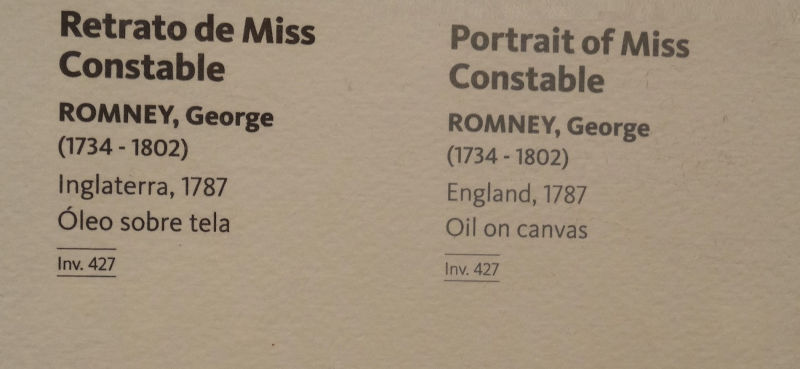 Retrato de Miss
Constable
ROMNEY, George
(1734 - 1802)
Inglaterra, 1787
Óleo sobre tela
Inv. 427
Portrait of Miss
Constable
ROMNEY, George
(1734 - 1802)
England, 1787
Oil on canvas
Inv. 427